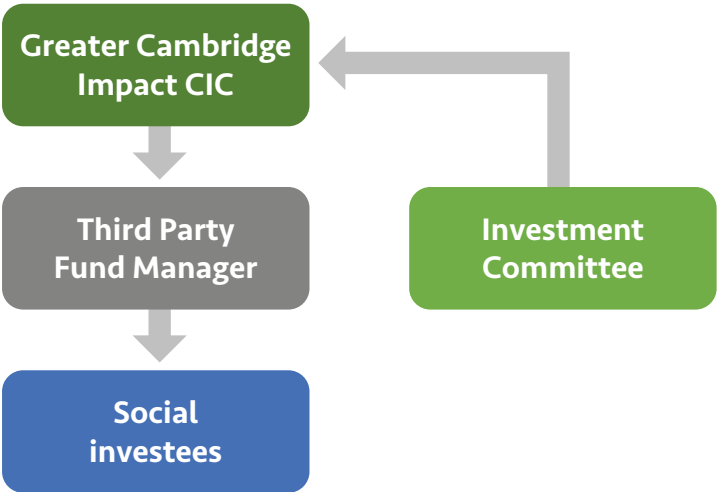 Greater Cambridge
Impact CIC
Third Party
Fund Manager
Investment
Committee
Social
investees